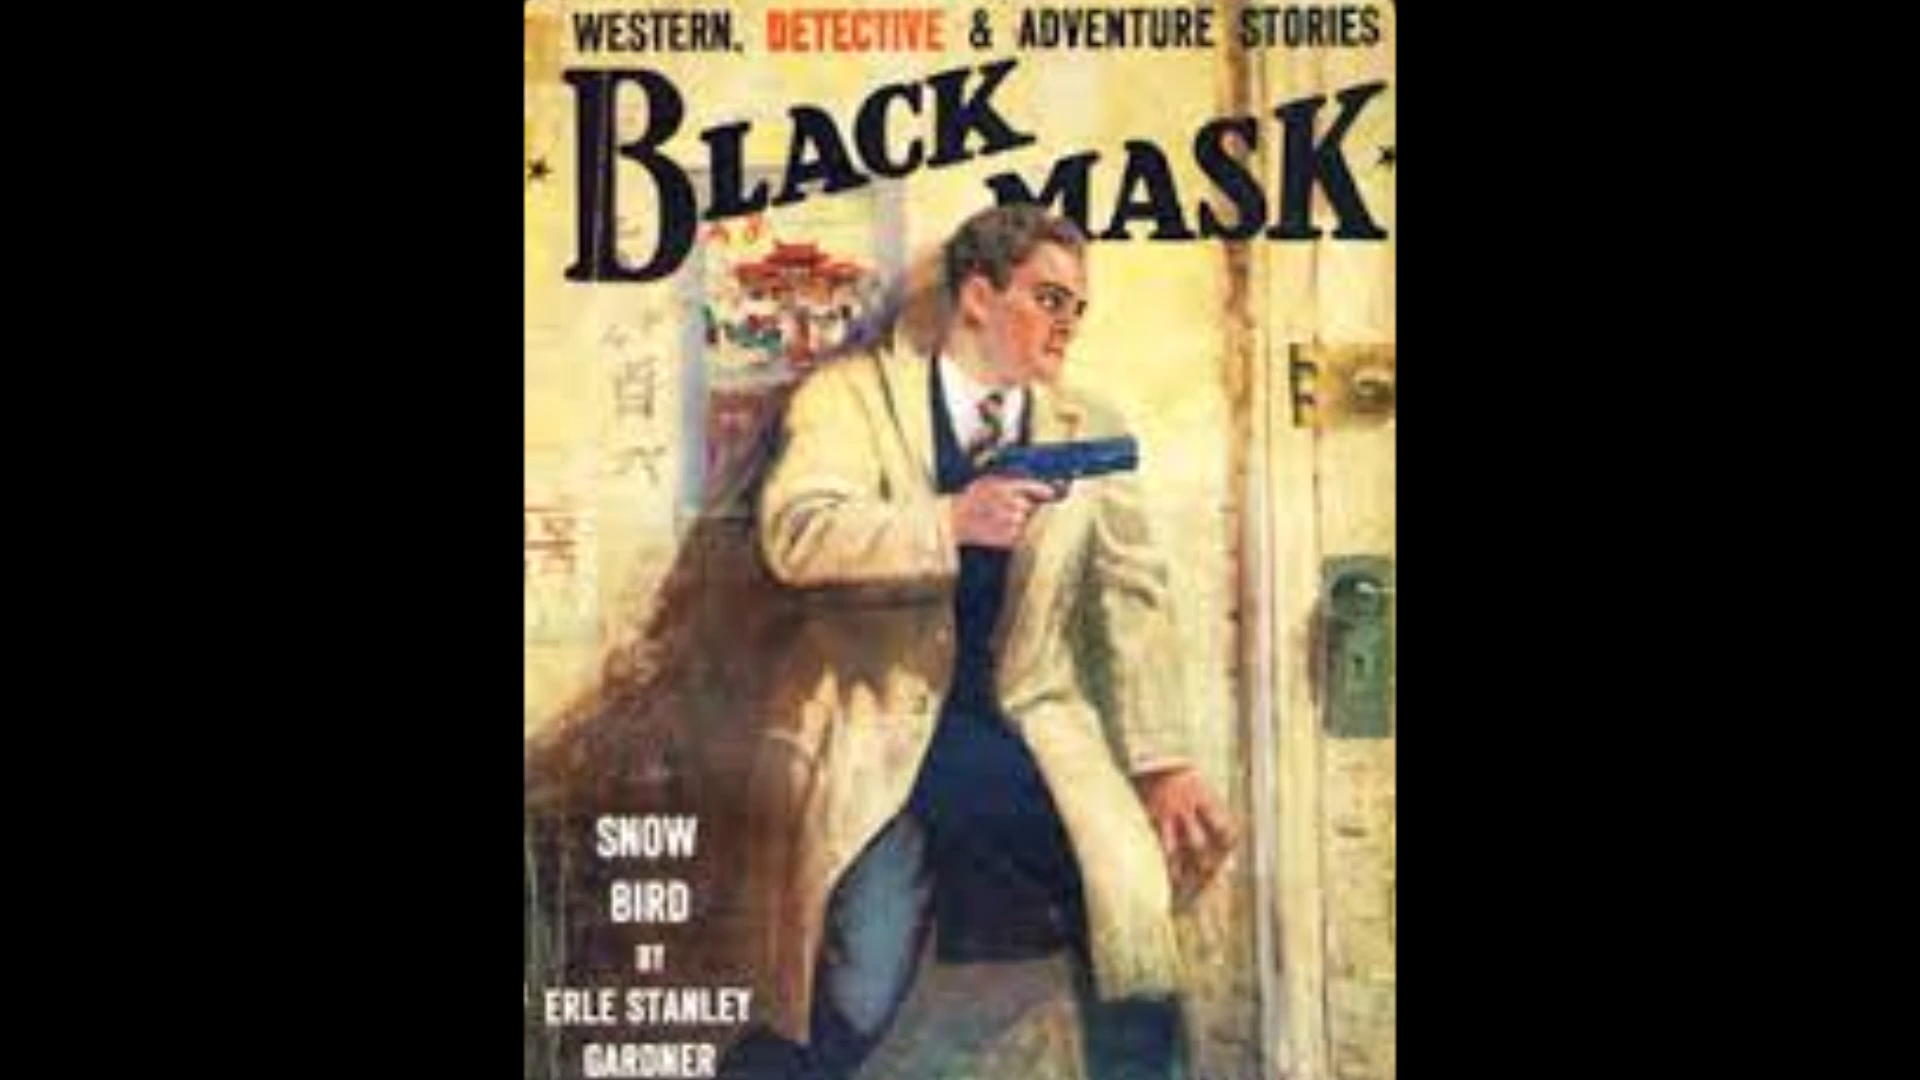 WESTERN, DETECTIVE & ADVENTURE STORIES
BLACK
MASK
SNOW
BIRD
BY
ERLE STANLEY
GARDNER